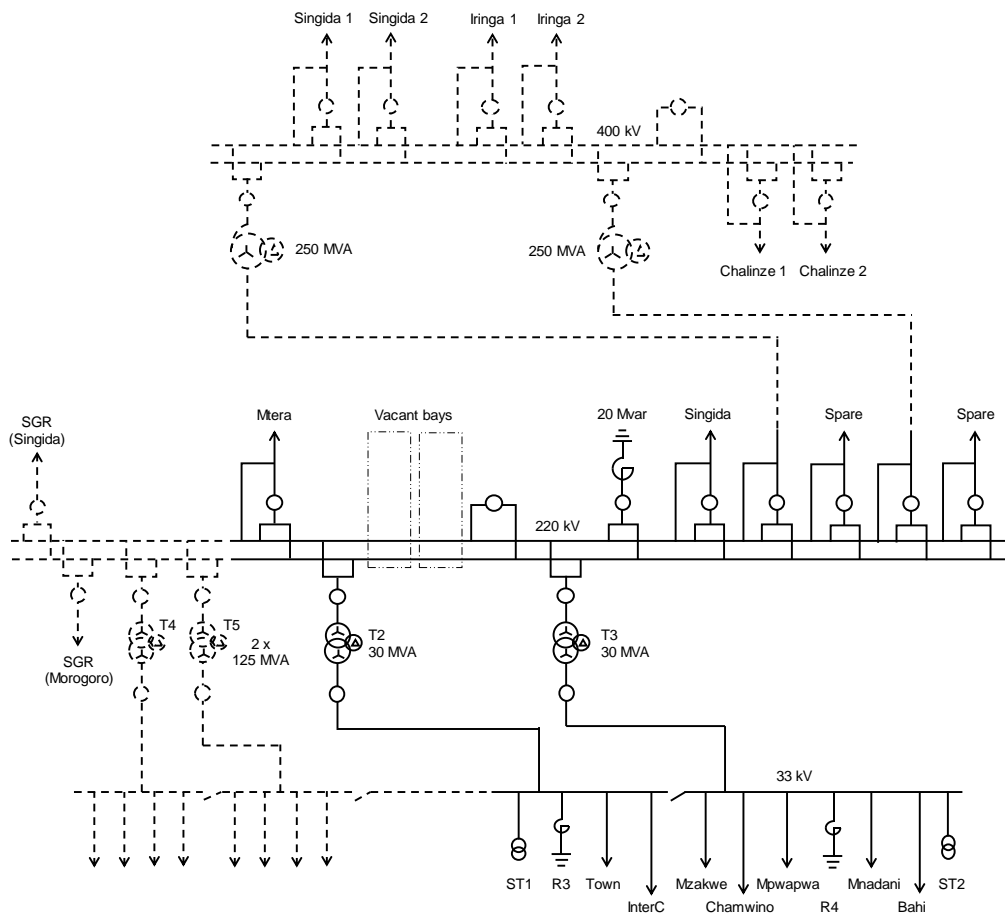 Singida 1
Singida 2
Iringa 1
Iringa 2
400 kV
250 MVA
250 MVA
Chalinze 1
Chalinze 2
SGR
(Singida)
Mtera
Vacant bays
20 Mvar
Singida
Spare
Spare
220 kV
SGR
(Morogoro)
T4
T5
2 x
125 MVA
T2
30 MVA
T3
30 MVA
33 kV
ST1
R3
Town
InterC
Mzakwe
Chamwino
Mpwapwa
R4
Mnadani
Bahi
ST2